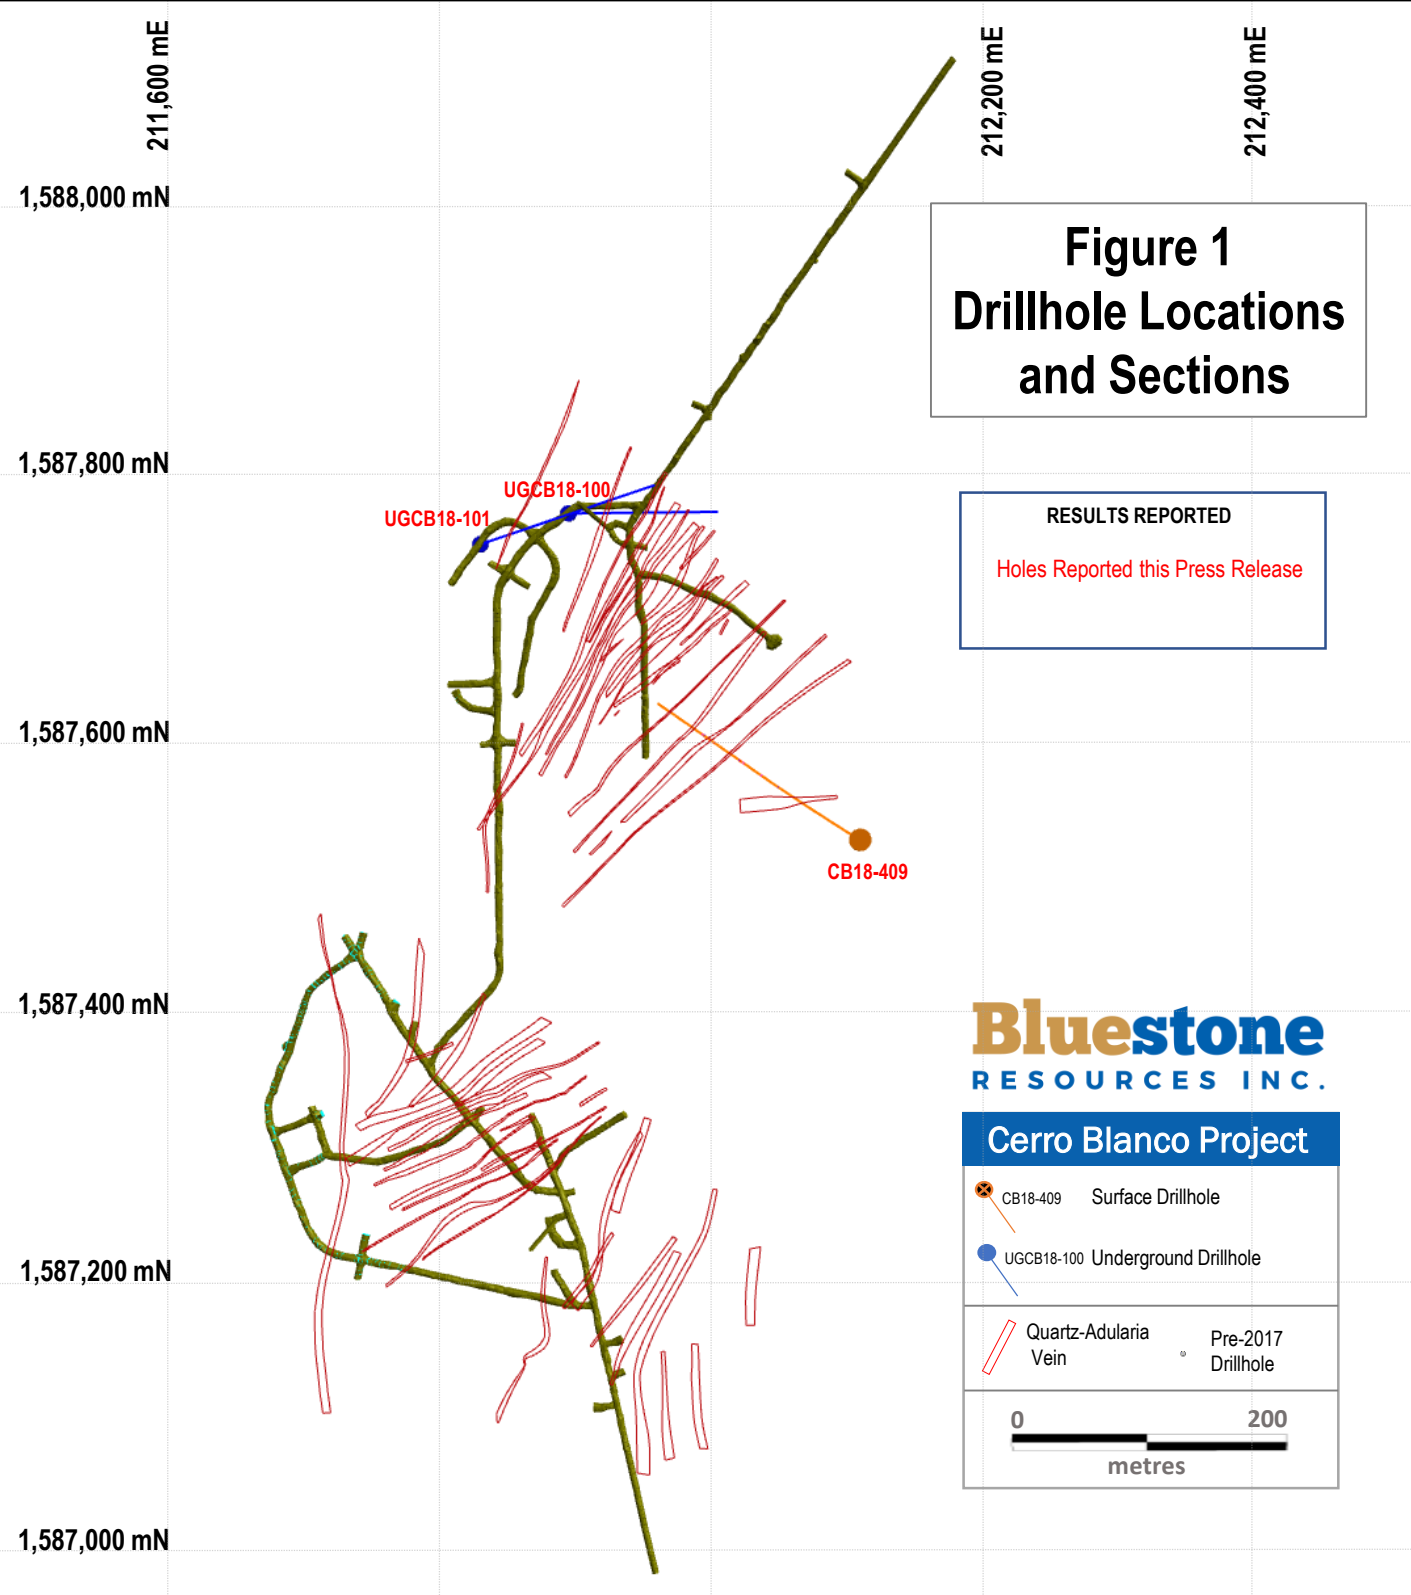 211,600 mE
212,200 mE
212,400 mE
1,588,000 mN
Figure 1
Drillhole Locations
and Sections
1,587,800 mN
UGCB18-100
UGCB18-101
RESULTS REPORTED
Holes Reported this Press Release
1,587,600 mN
CB18-409
1,587,400 mN
Bluestone
RESOURCES INC.
Cerro Blanco Project
CB18-409 Surface Drillhole
UGCB18-100 Underground Drillhole
1,587,200 mN
Quartz-Adularia
Vein
Pre-2017
Drillhole
0 200
metres
1,587,000 mN